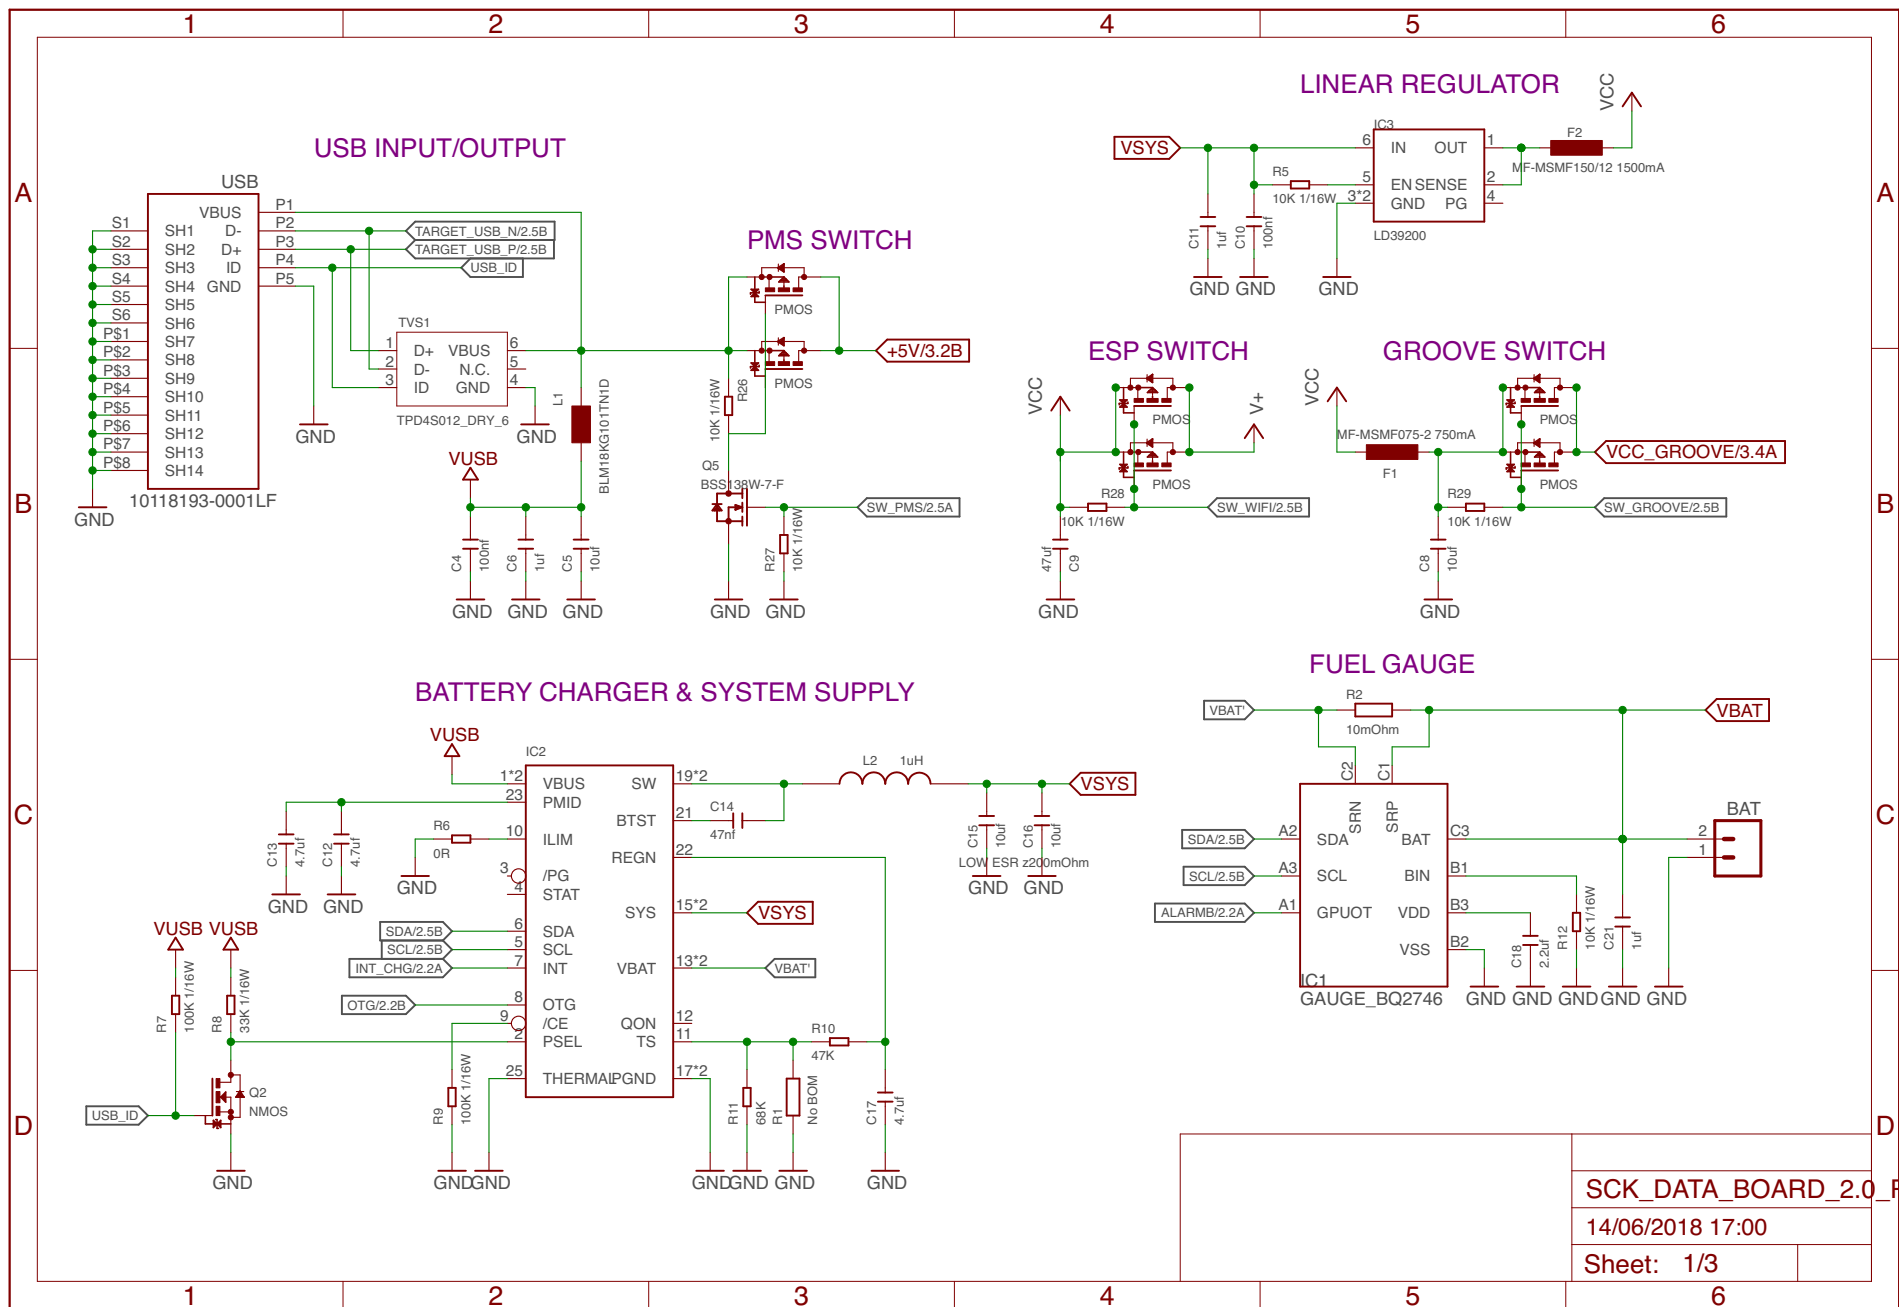 1 2 3 4 5 6
A
B
C
D
A
B
C
D
USB INPUT/OUTPUT
USB
VBUS
D-
D+
ID
GND
P1
P2
P3
P4
P5
S1
S2
S3
S4
S5
S6
P$1
P$2
P$3
P$4
P$5
P$6
P$7
P$8
SH1
SH2
SH3
SH4
SH5
SH6
SH7
SH8
SH9
SH10
SH11
SH12
SH13
SH14
10118193-0001LF
GND
GND
TARGET_USB_N/2.5B
TARGET_USB_P/2.5B
USB_ID
TVS1
1 D+ VBUS 6
2 D- N.C. 5
3 ID GND 4
TPD4S012_DRY_6
GND
L1
BLM18KG101TN1D
VUSB
C4
100nf
C6
1uf
C5
10uf
GND
GND
GND
PMS SWITCH
PMOS
PMOS
+5V/3.2B
10K 1/16W
R26
Q5
BSS138W-7-F
SW_PMS/2.5A
R27
10K 1/16W
GND
GND
LINEAR REGULATOR
VSYS
C11
1uf
C10
100nf
R5
10K 1/16W
IC3
6 IN OUT 1
5 EN SENSE 2
3*2 GND PG 4
LD39200
F2
MF-MSMF150/12 1500mA
VCC
GND
GND
GND
ESP SWITCH
VCC
PMOS
PMOS
V+
R28
10K 1/16W
SW_WIFI/2.5B
47uf
C9
GND
GROOVE SWITCH
VCC
MF-MSMF075-2 750mA
F1
PMOS
PMOS
VCC_GROOVE/3.4A
R29
10K 1/16W
SW_GROOVE/2.5B
C8
10uf
GND
BATTERY CHARGER & SYSTEM SUPPLY
VUSB
IC2
1*2 VBUS
23 PMID
10 ILIM
3 /PG
4 STAT
6 SDA
5 SCL
7 INT
8 OTG
9 /CE
2 PSEL
25 THERMAL
SW 19*2
BTST 21
REGN 22
SYS 15*2
VBAT 13*2
QON 12
TS 11
PGND 17*2
C13
4.7uf
C12
4.7uf
GND
GND
R6
0R
GND
SDA/2.5B
SCL/2.5B
INT_CHG/2.2A
OTG/2.2B
VUSB
VUSB
R7
100K 1/16W
R8
33K 1/16W
Q2
NMOS
USB_ID
GND
R9
100K 1/16W
GND
GND
C14
47nf
L2
1uH
VSYS
C15
10uf
C16
10uf
LOW ESR z200mOhm
GND
GND
VSYS
VBAT'
R10
47K
R11
68K
R1
No BOM
C17
4.7uf
GND
GND
GND
GND
FUEL GAUGE
VBAT'
R2
10mOhm
VBAT
C2
C1
SRN
SRP
SDA/2.5B
SCL/2.5B
ALARMB/2.2A
A2 SDA
A3 SCL
A1 GPUOT
BAT C3
BIN B1
VDD B3
VSS B2
IC1
GAUGE_BQ2746
C18
2.2uf
R12
10K 1/16W
C21
1uf
BAT
2
1
GND
GND
GND
GND
GND
SCK_DATA_BOARD_2.0_
14/06/2018 17:00
Sheet: 1/3
1 2 3 4 5 6